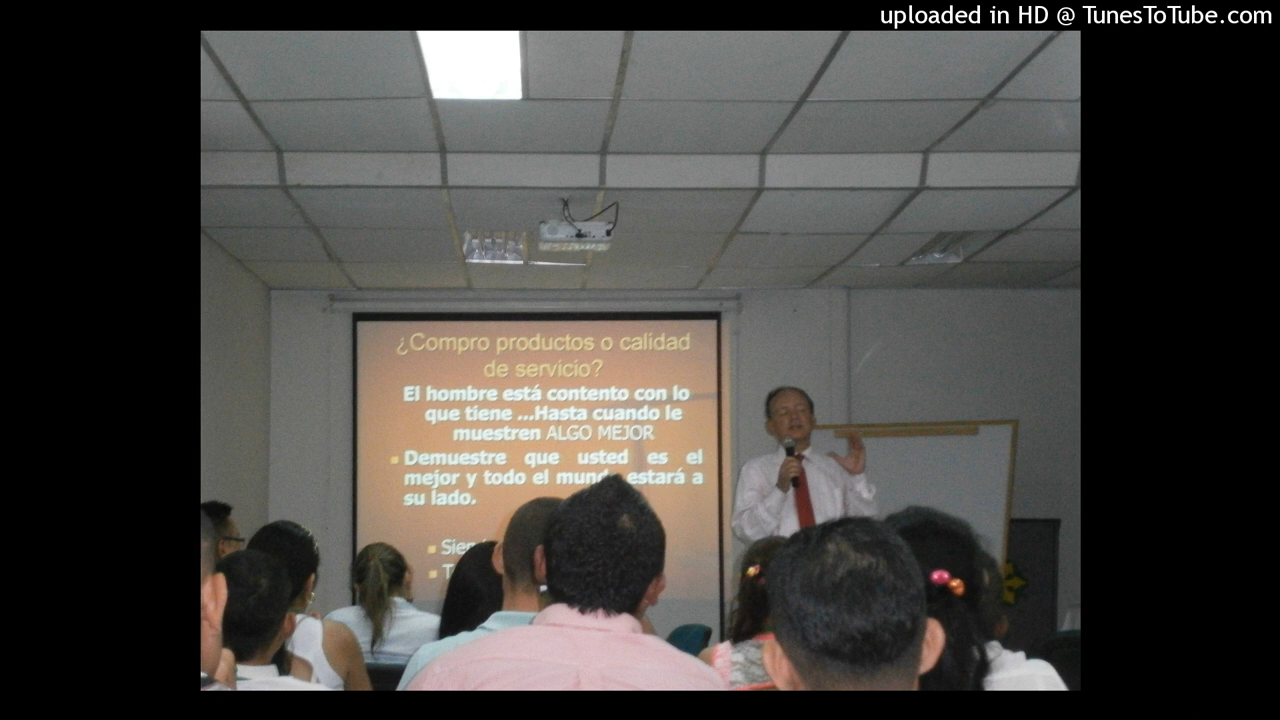 uploaded in HD @ TunesToTube.com
¿Compro productos o calidad
de servicio?
El hombre está contento con lo
que tiene ...Hasta cuando le
muestren ALGO MEJOR
Demuestre que usted es el
mejor y todo el mundo estará a
su lado.